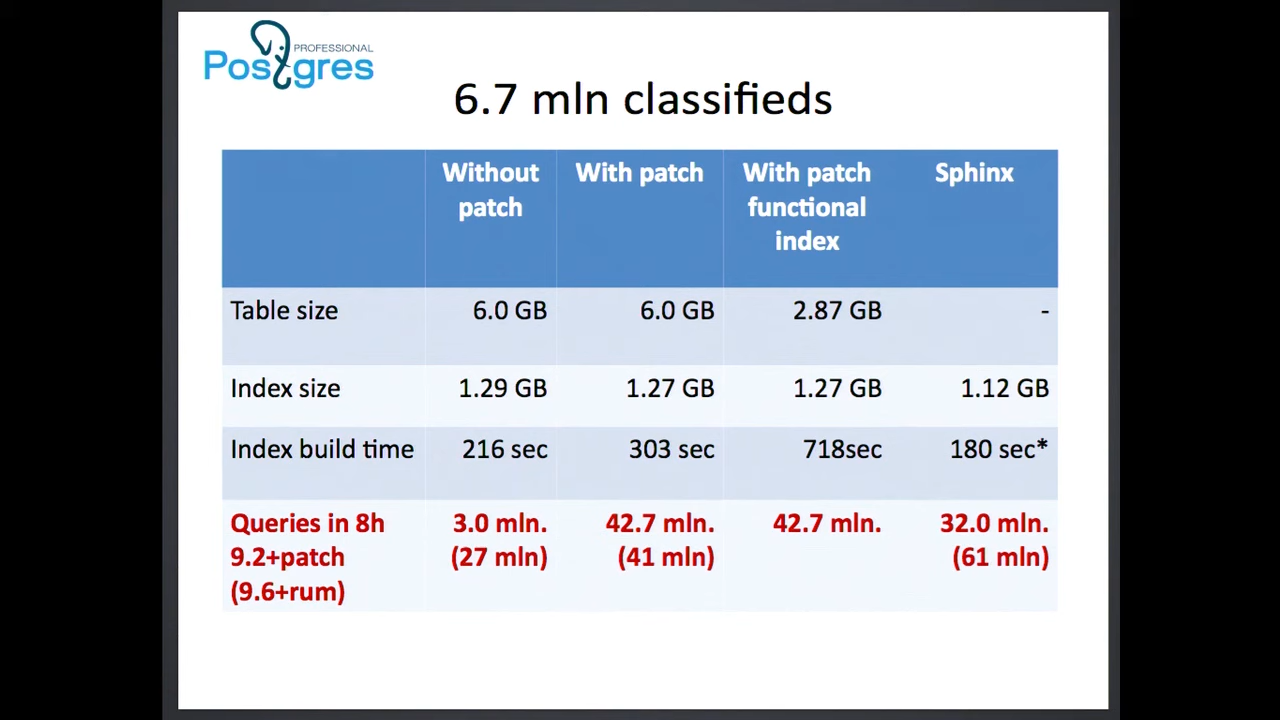 PROFESSIONAL
Postgres
6.7 mln classifieds
Without patch
With patch
With patch functional index
Sphinx
Table size
6.0 GB
6.0 GB
2.87 GB
-
Index size
1.29 GB
1.27 GB
1.27 GB
1.12 GB
Index build time
216 sec
303 sec
718sec
180 sec*
Queries in 8h
9.2+patch
(9.6+rum)
3.0 mln.
(27 mln)
42.7 mln.
(41 mln)
42.7 mln.
32.0 mln.
(61 mln)